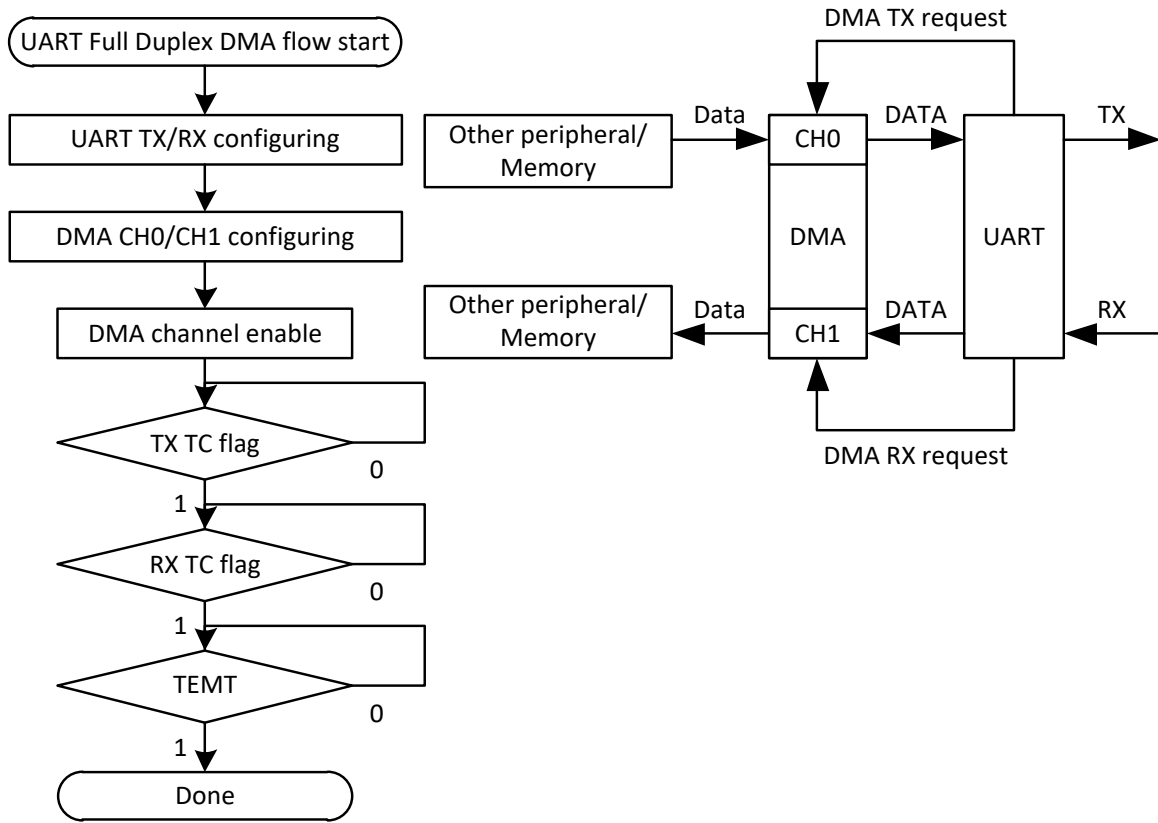 UART Full Duplex DMA flow start
UART TX/RX configuring
DMA CH0/CH1 configuring
DMA channel enable
TX TC flag
0
1
RX TC flag
0
1
TEMT
0
1
Done
DMA TX request
Other peripheral/
Memory
Data
CH0
DATA
TX
DMA
UART
Other peripheral/
Memory
Data
CH1
DATA
RX
DMA RX request